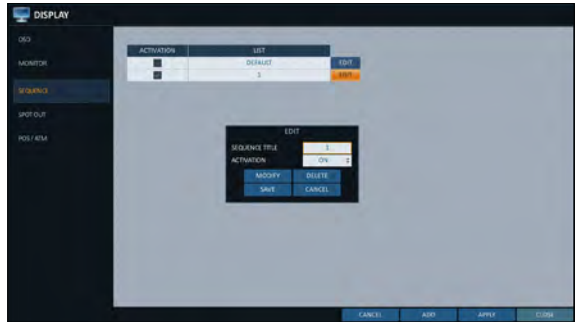 DISPLAY
OSD
MONITOR
SEQUENCE
SPOT OUT
POS / ATM
ACTIVATION LIST
DEFAULT EDIT
1 EDIT
EDIT
SEQUENCE TITLE 1
ACTIVATION ON
MODIFY DELETE
SAVE CANCEL
CANCEL ADD APPLY CLOSE